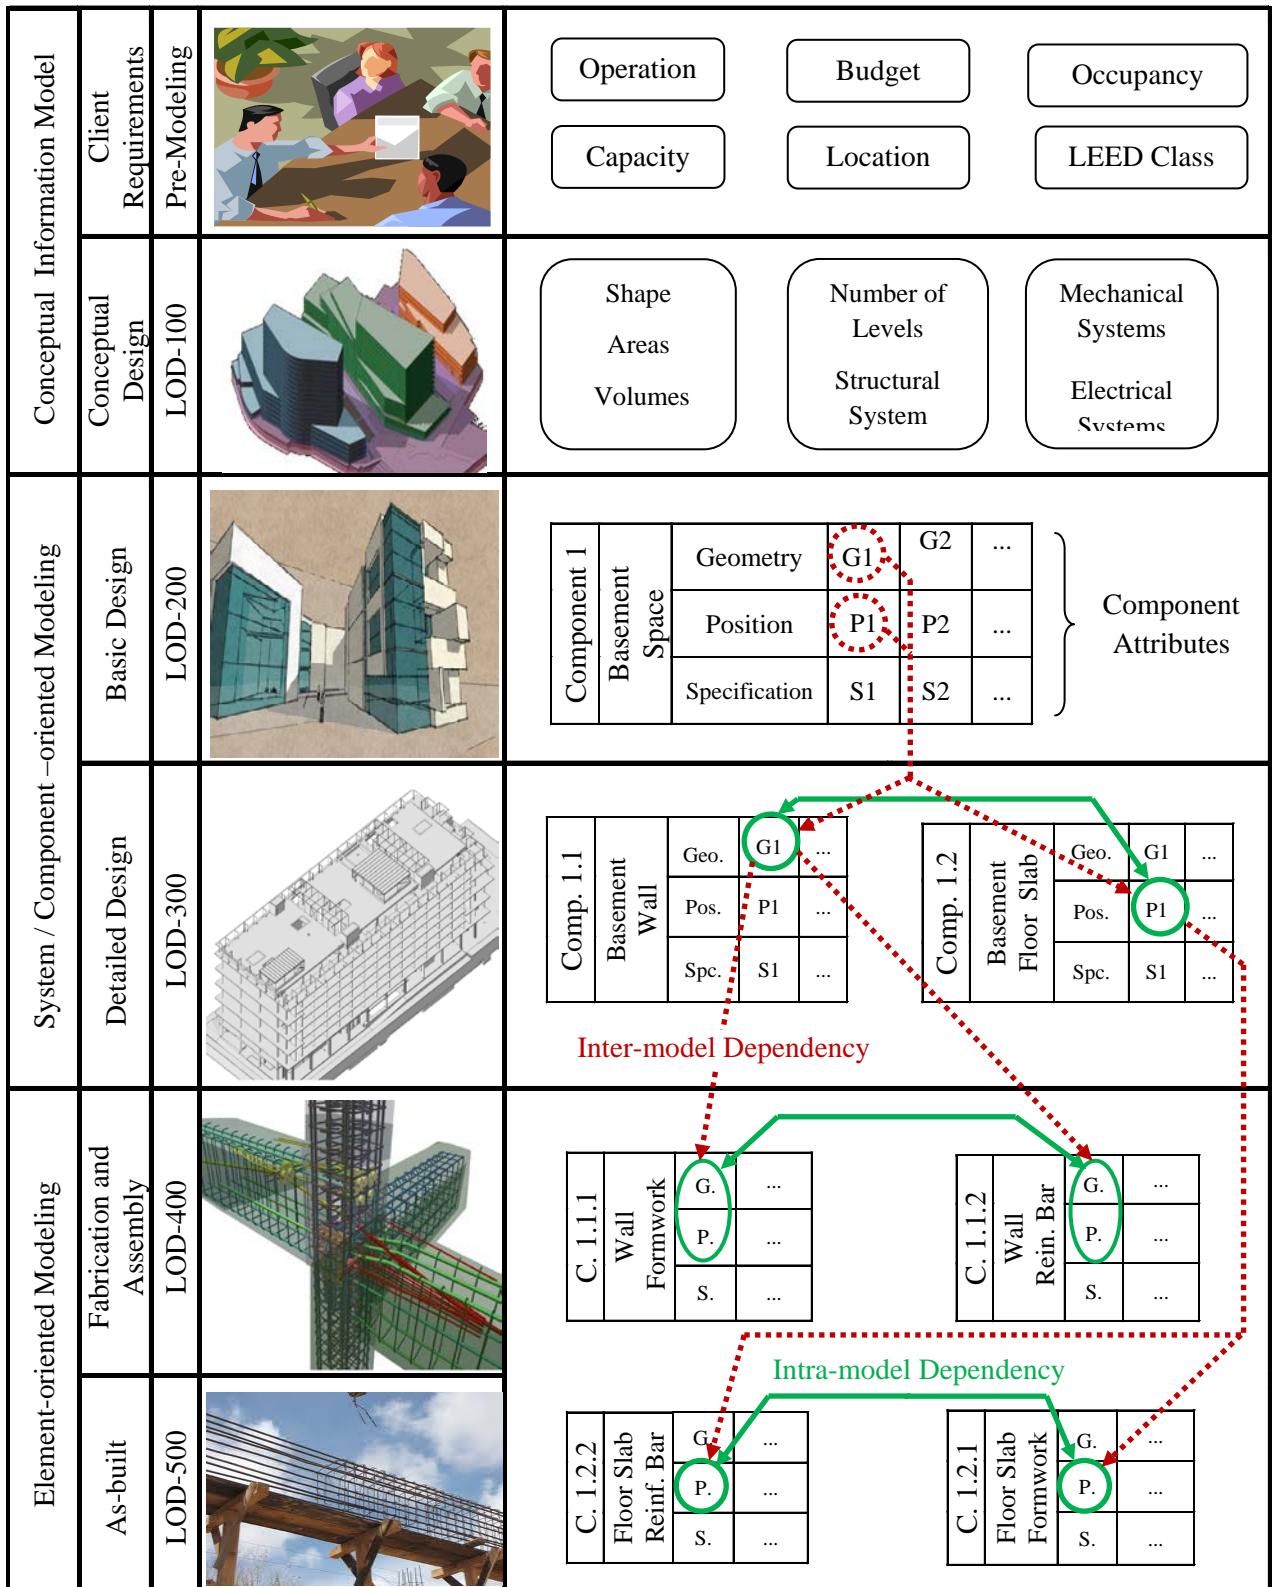 Conceptual Information Model
Client
Requirements
Pre-Modeling
Operation
Budget
Occupancy
Capacity
Location
LEED Class
Conceptual
Design
LOD-100
Shape
Areas
Volumes
Number of
Levels
Structural
System
Mechanical
Systems
Electrical
Systems
System / Component –oriented Modeling
Basic Design
LOD-200
Component 1
Basement
Space
Geometry
G1
G2
...
Position
P1
P2
...
Specification
S1
S2
...
Component
Attributes
Detailed Design
LOD-300
Comp. 1.1
Basement
Wall
Geo.
G1
...
Pos.
P1
...
Spc.
S1
...
Comp. 1.2
Basement
Floor Slab
Geo.
G1
...
Pos.
P1
...
Spc.
S1
...
Inter-model Dependency
Element-oriented Modeling
Fabrication and
Assembly
LOD-400
C. 1.1.1
Wall
Formwork
G.
...
P.
...
S.
...
C. 1.1.2
Wall
Rein. Bar
G.
...
P.
...
S.
...
Intra-model Dependency
As-built
LOD-500
C. 1.2.2
Floor Slab
Reinf. Bar
G.
...
P.
...
S.
...
C. 1.2.1
Floor Slab
Formwork
G.
...
P.
...
S.
...